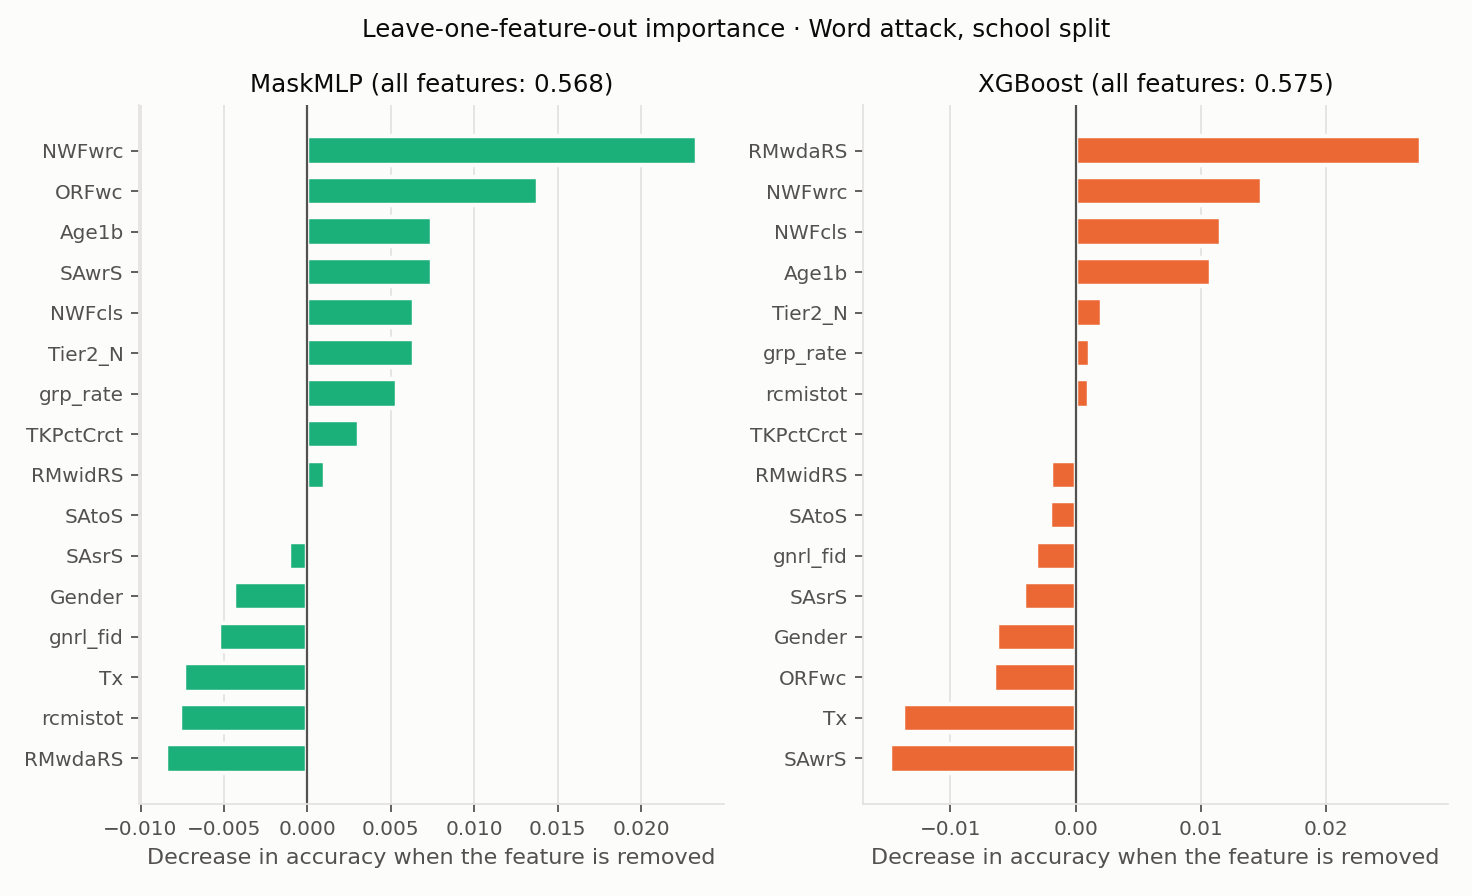 Leave-one-feature-out importance · Word attack, school split
MaskMLP (all features: 0.568)
NWFwrc
ORFwc
Age1b
SAwrS
NWFcls
Tier2_N
grp_rate
TKPctCrct
RMwidRS
SAtoS
SAsrS
Gender
gnrl_fid
Tx
rcmistot
RMwdaRS
−0.010 −0.005 0.000 0.005 0.010 0.015 0.020
Decrease in accuracy when the feature is removed
XGBoost (all features: 0.575)
RMwdaRS
NWFwrc
NWFcls
Age1b
Tier2_N
grp_rate
rcmistot
TKPctCrct
RMwidRS
SAtoS
gnrl_fid
SAsrS
Gender
ORFwc
Tx
SAwrS
−0.01 0.00 0.01 0.02
Decrease in accuracy when the feature is removed